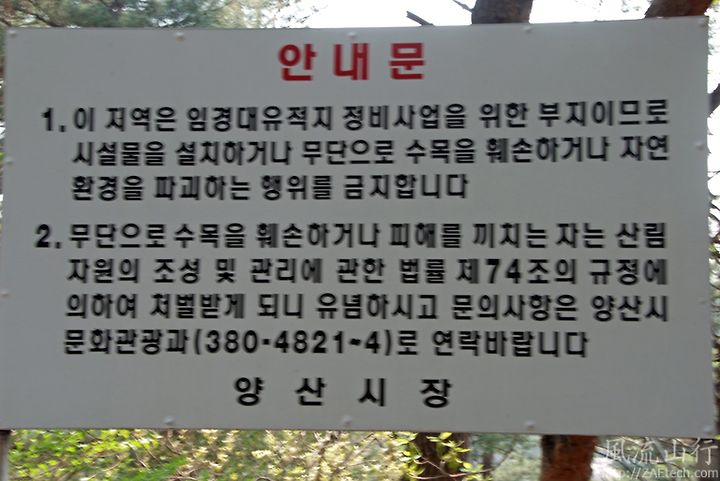 안내문
1. 이 지역은 임경대유적지 정비사업을 위한 부지이므로
시설물을 설치하거나 무단으로 수목을 훼손하거나 자연
환경을 파괴하는 행위를 금지합니다
2. 무단으로 수목을 훼손하거나 피해를 끼치는 자는 산림
자원의 조성 및 관리에 관한 법률 제74조의 규정에
의하여 처벌받게 되니 유념하시고 문의사항은 양산시
문화관광과(380-4821~4)로 연락바랍니다
양 산 시 장
風流山行
http://ZAEtech.com